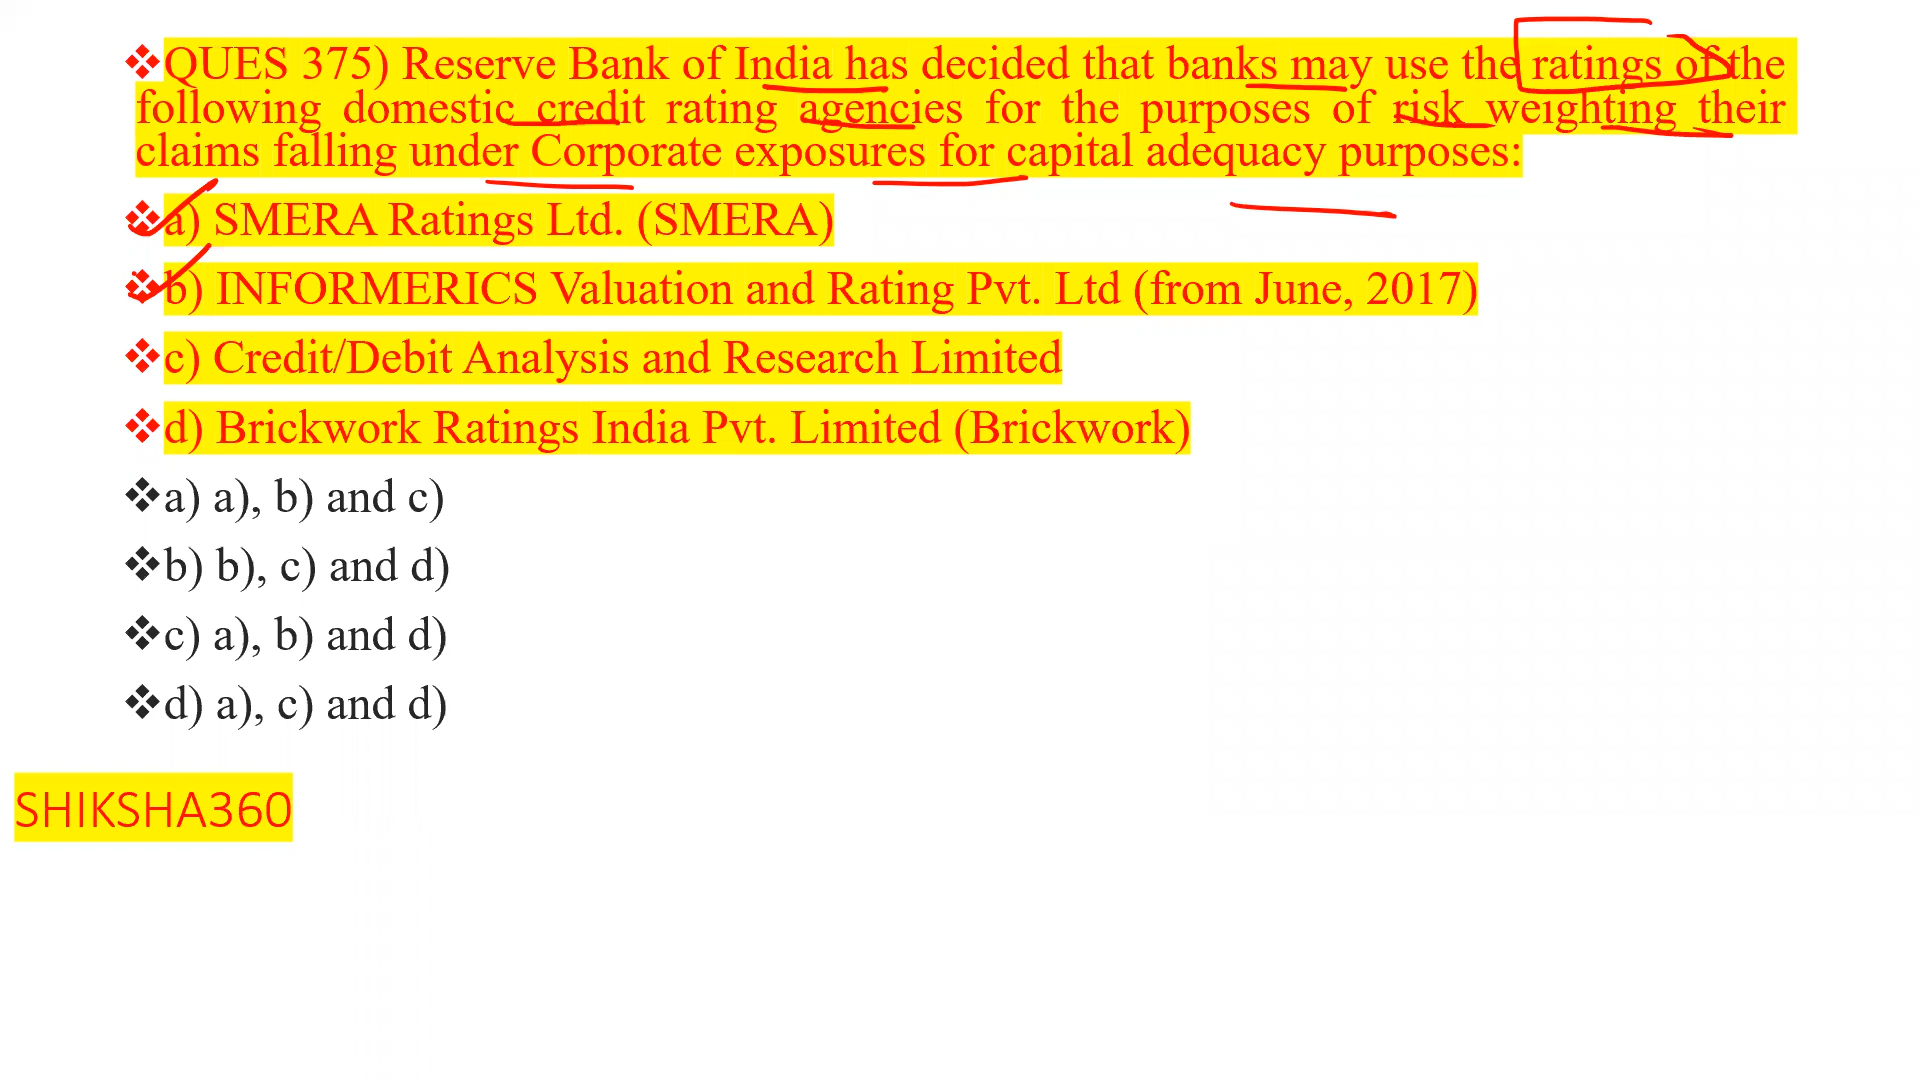 ❖QUES 375) Reserve Bank of India has decided that banks may use the ratings of the
following domestic credit rating agencies for the purposes of risk weighting their
claims falling under Corporate exposures for capital adequacy purposes:
❖a) SMERA Ratings Ltd. (SMERA)
❖b) INFORMERICS Valuation and Rating Pvt. Ltd (from June, 2017)
❖c) Credit/Debit Analysis and Research Limited
❖d) Brickwork Ratings India Pvt. Limited (Brickwork)
❖a) a), b) and c)
❖b) b), c) and d)
❖c) a), b) and d)
❖d) a), c) and d)
SHIKSHA360